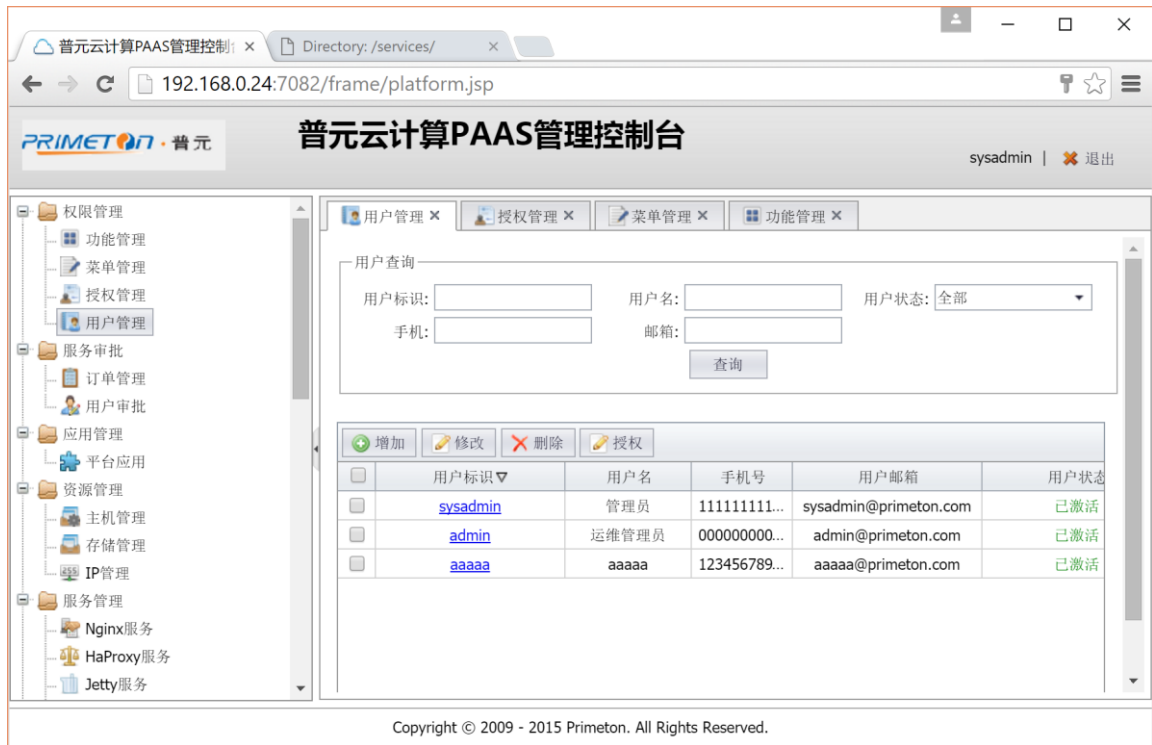 普元云计算PAAS管理控制
Directory: /services/
192.168.0.24:7082/frame/platform.jsp
PRIMETON·普元
普元云计算PAAS管理控制台
sysadmin | 退出
权限管理
功能管理
菜单管理
授权管理
用户管理
服务审批
订单管理
用户审批
应用管理
平台应用
资源管理
主机管理
存储管理
255 IP管理
服务管理
Nginx服务
HaProxy服务
Jetty服务
用户管理 授权管理 菜单管理 功能管理
用户查询
用户标识: 用户名: 用户状态: 全部
手机: 邮箱:
查询
增加 修改 删除 授权
用户标识 用户名 手机号 用户邮箱 用户状态
sysadmin 管理员 111111111... sysadmin@primeton.com 已激活
admin 运维管理员 000000000... admin@primeton.com 已激活
aaaaa aaaaa 123456789... aaaaa@primeton.com 已激活
Copyright © 2009 - 2015 Primeton. All Rights Reserved.